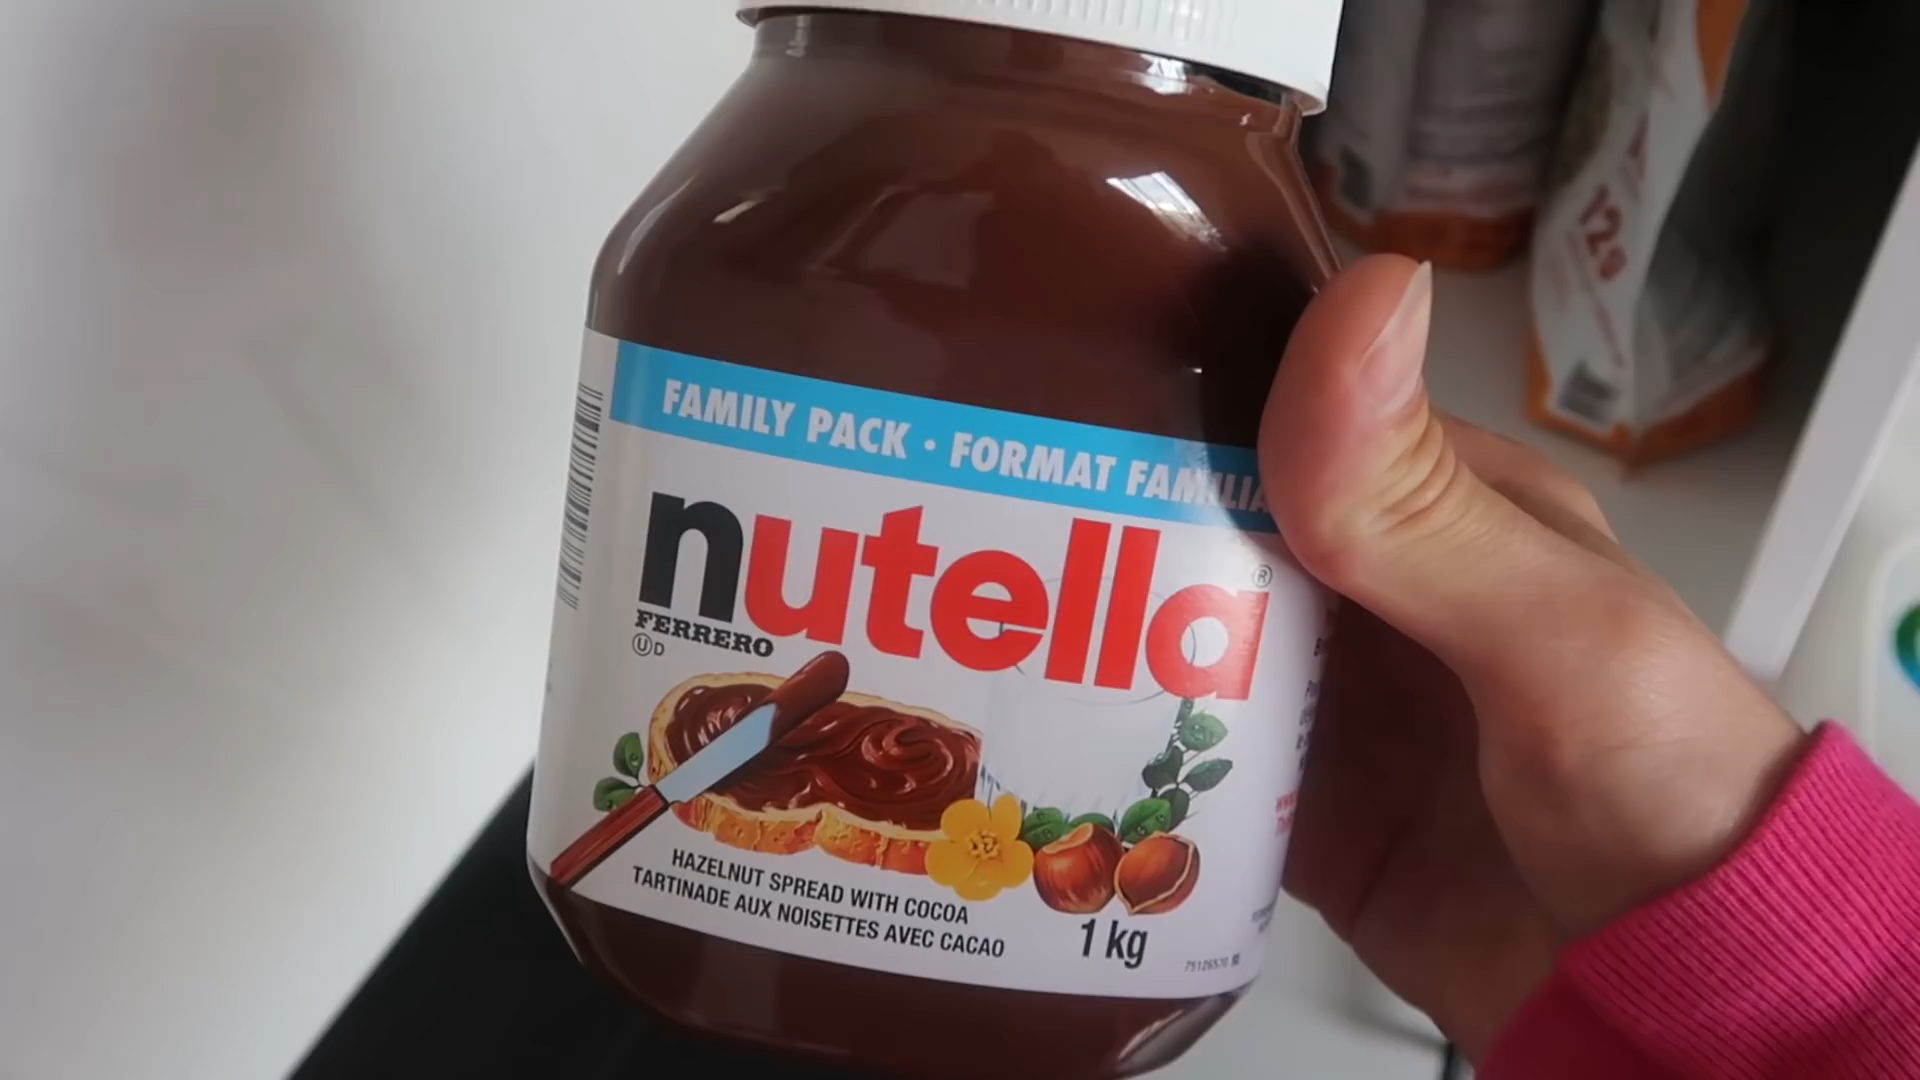 FAMILY PACK · FORMAT FAMILIA
nutella®
FERRERO
Ⓤ D
HAZELNUT SPREAD WITH COCOA
TARTINADE AUX NOISETTES AVEC CACAO
1 kg